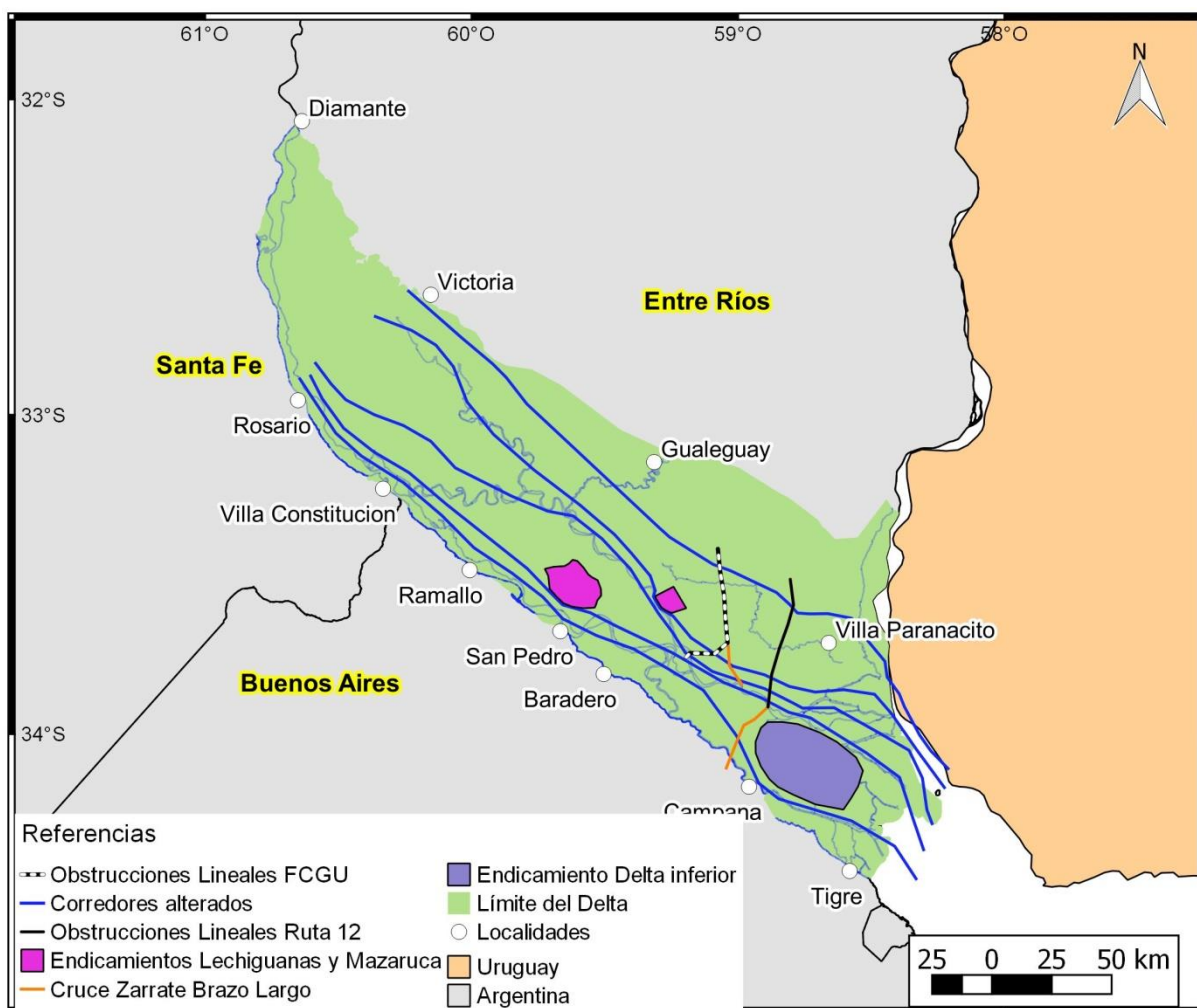 61°O
60°O
59°O
58°O
N
32°S
Diamante
Victoria
Entre Ríos
Santa Fe
33°S
Rosario
Gualeguay
Villa Constitucion
Ramallo
Villa Paranacito
San Pedro
Buenos Aires
Baradero
34°S
Campana
Tigre
Referencias
Obstrucciones Lineales FCGU
Corredores alterados
Obstrucciones Lineales Ruta 12
Endicamientos Lechiguanas y Mazaruca
Cruce Zarrate Brazo Largo
Endicamiento Delta inferior
Límite del Delta
Localidades
Uruguay
Argentina
25 0 25 50 km